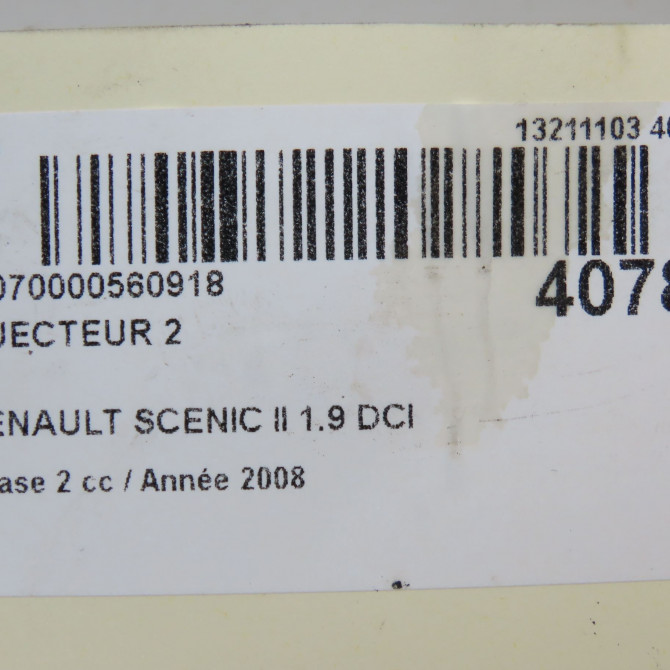 13211103 40
070000560918
4078
JECTEUR 2
ENAULT SCENIC II 1.9 DCI
ase 2 cc / Année 2008